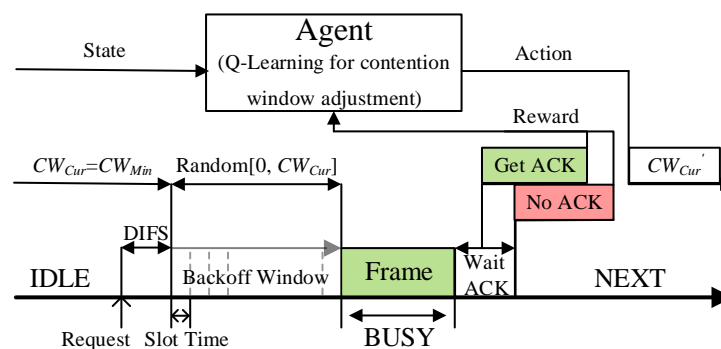 Agent
(Q-Learning for contention
window adjustment)
State
Action
Reward
CW_Cur=CW_Min
Random[0, CW_Cur]
Get ACK
No ACK
CW_Cur'
DIFS
IDLE
Backoff Window
Frame
Wait
ACK
NEXT
Request
Slot Time
BUSY